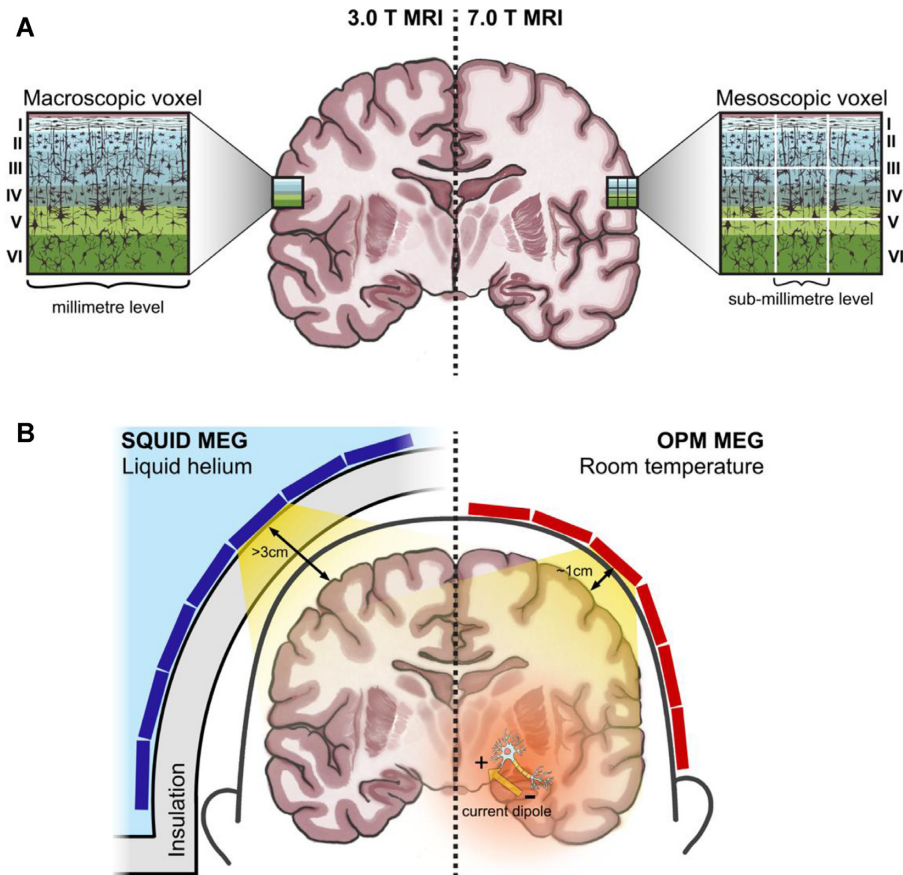 A
3.0 T MRI 7.0 T MRI
Macroscopic voxel
I
II
III
IV
V
VI
millimetre level
Mesoscopic voxel
I
II
III
IV
V
VI
sub-millimetre level
B
SQUID MEG
Liquid helium
OPM MEG
Room temperature
>3cm
~1cm
Insulation
+
-
current dipole